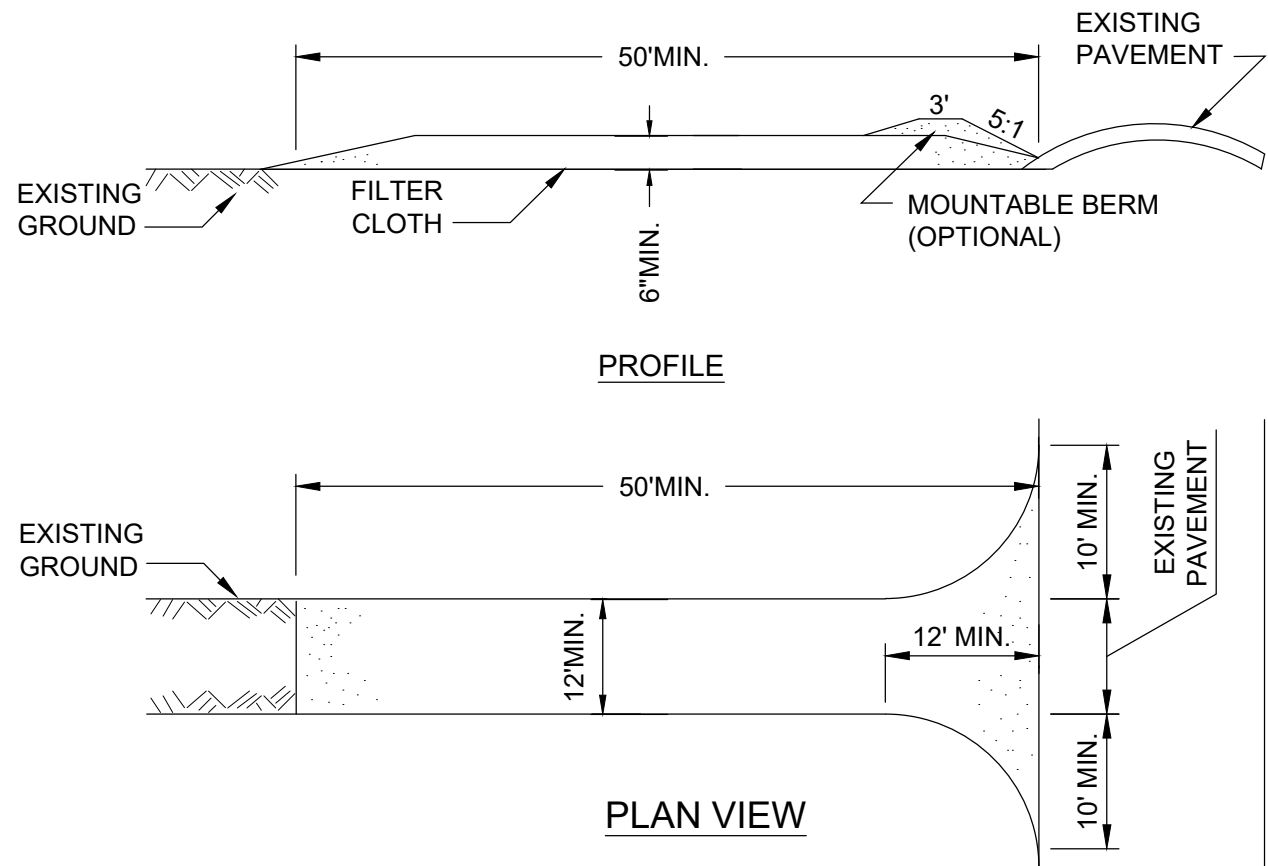 50'MIN.
EXISTING
PAVEMENT
3'
5:1
EXISTING
GROUND
FILTER
CLOTH
6"MIN.
MOUNTABLE BERM
(OPTIONAL)
PROFILE
50'MIN.
EXISTING
GROUND
12'MIN.
12' MIN.
10' MIN.
EXISTING
PAVEMENT
10' MIN.
PLAN VIEW